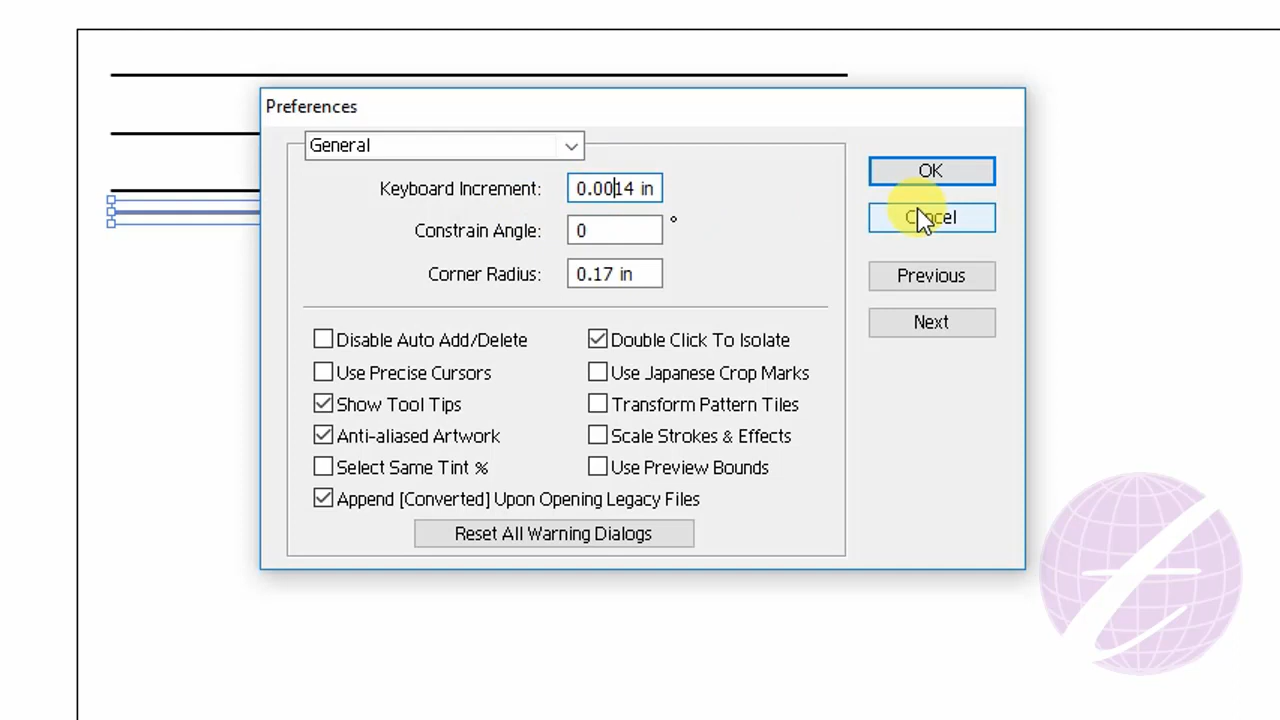 Preferences
General
Keyboard Increment: 0.0014 in
Constrain Angle: 0 °
Corner Radius: 0.17 in
OK
Cancel
Previous
Next
Disable Auto Add/Delete
Double Click To Isolate
Use Precise Cursors
Use Japanese Crop Marks
Show Tool Tips
Transform Pattern Tiles
Anti-aliased Artwork
Scale Strokes & Effects
Select Same Tint %
Use Preview Bounds
Append [Converted] Upon Opening Legacy Files
Reset All Warning Dialogs
t